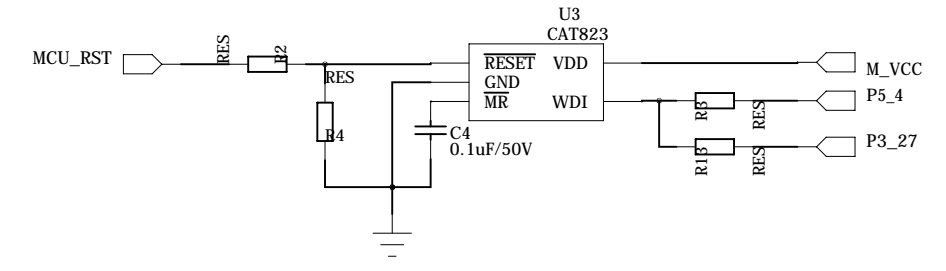 U3
CAT823
MCU_RST
RES
R2
RESET
VDD
M_VCC
RES
GND
P5_4
MR
WDI
R3
RES
R4
C4
0.1uF/50V
P3_27
R13
RES